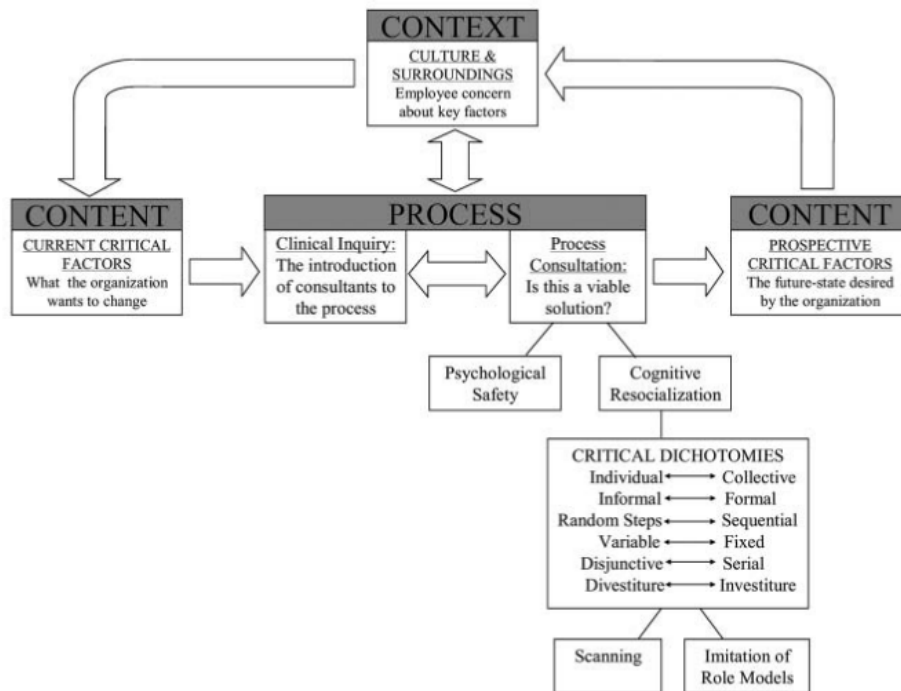 CONTEXT
CULTURE &
SURROUNDINGS
Employee concern
about key factors
CONTENT
CURRENT CRITICAL
FACTORS
What the organization
wants to change
PROCESS
Clinical Inquiry:
The introduction
of consultants to
the process
Process
Consultation:
Is this a viable
solution?
CONTENT
PROSPECTIVE
CRITICAL FACTORS
The future-state desired
by the organization
Psychological
Safety
Cognitive
Resocialization
CRITICAL DICHOTOMIES
Individual Collective
Informal Formal
Random Steps Sequential
Variable Fixed
Disjunctive Serial
Divestiture Investiture
Scanning
Imitation of
Role Models